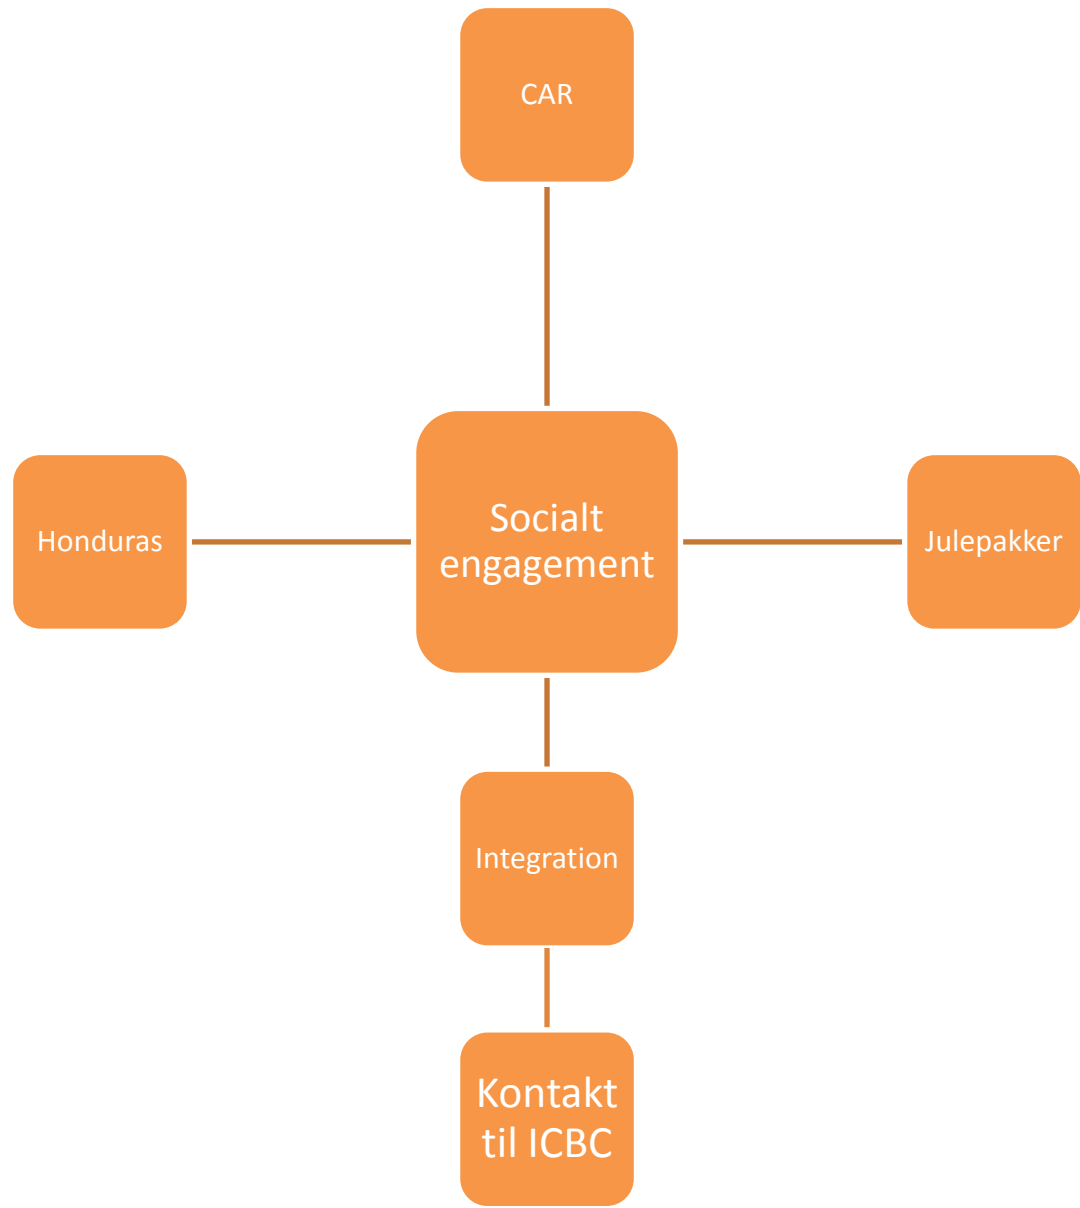 CAR
Honduras
Socialt
engagement
Julepakker
Integration
Kontakt
til ICBC